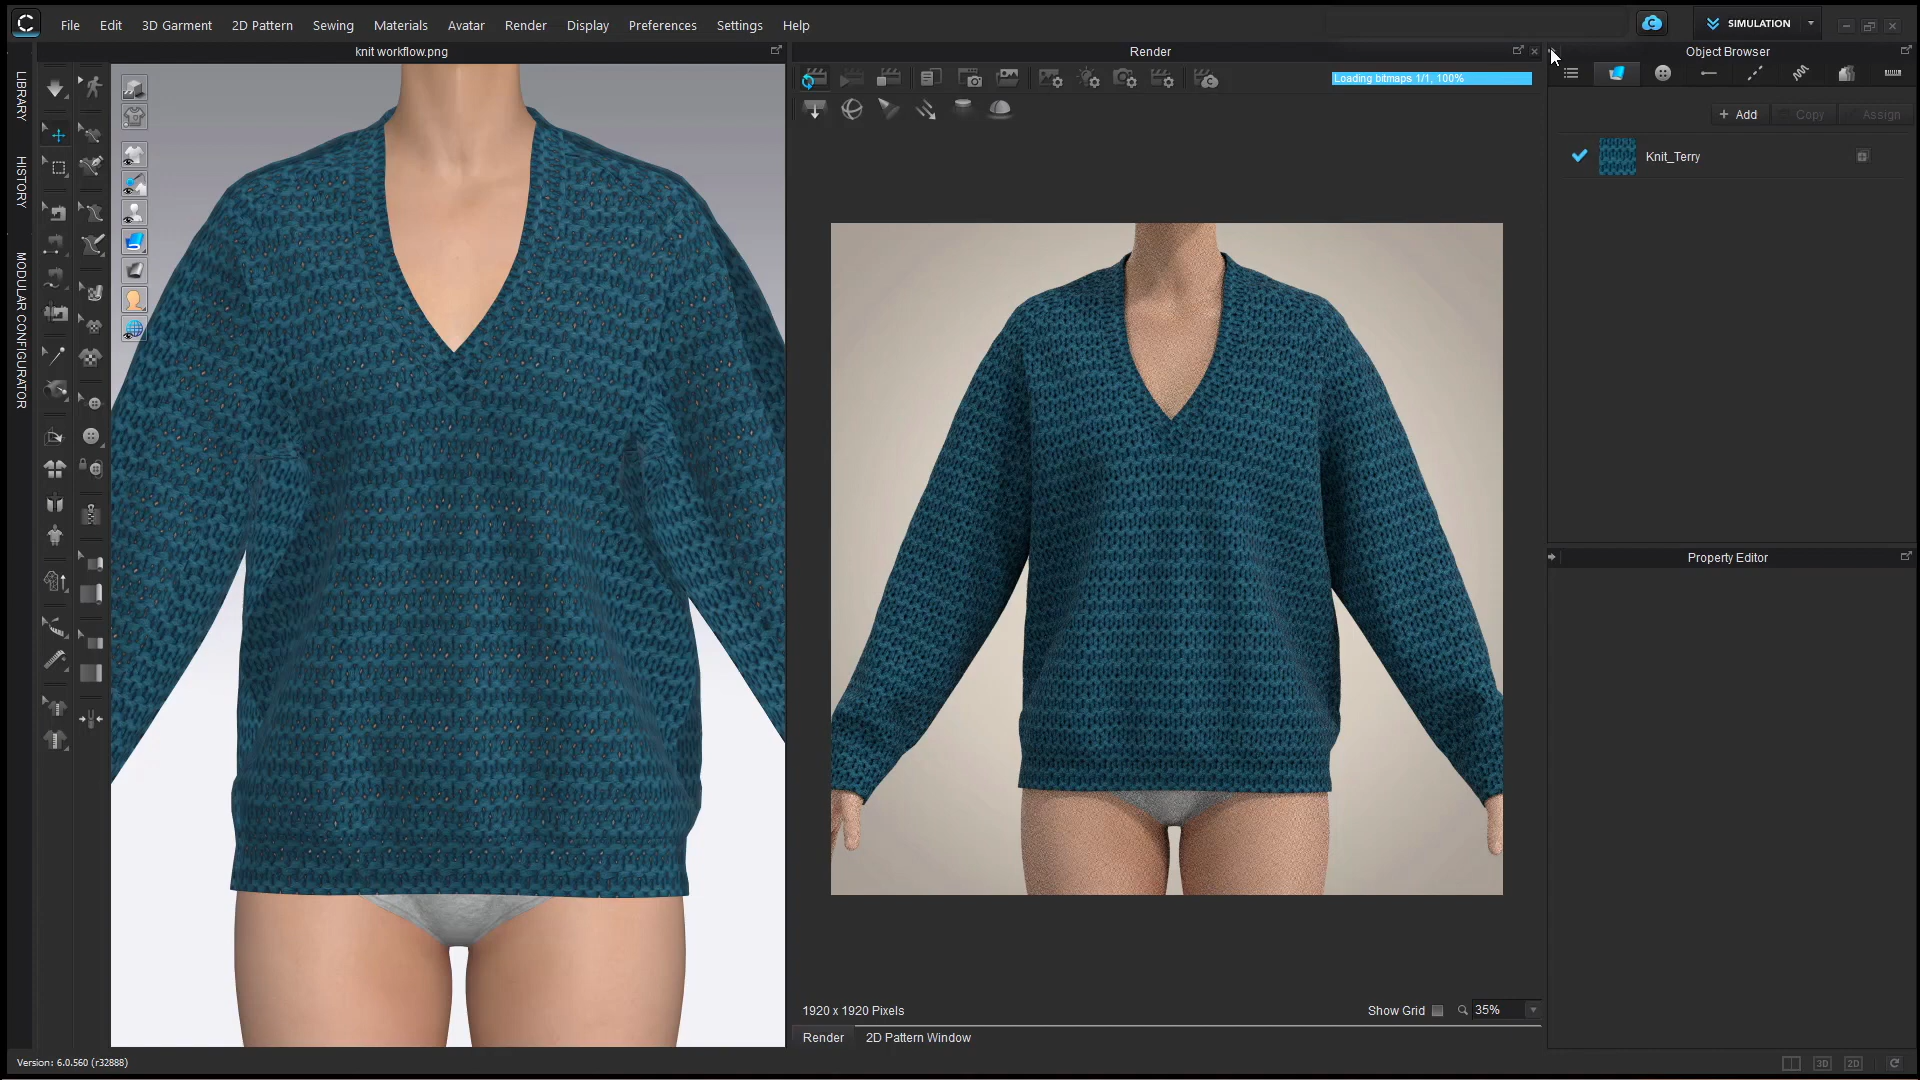 File Edit 3D Garment 2D Pattern Sewing Materials Avatar Render Display Preferences Settings Help
SIMULATION
knit workflow.png
Render
Object Browser
LIBRARY
HISTORY
MODULAR CONFIGURATOR
Loading bitmaps 1/1, 100%
+ Add Copy Assign
Knit_Terry
Property Editor
1920 x 1920 Pixels
Show Grid
35%
Render 2D Pattern Window
Version: 6.0.560 (r32888)
3D 2D